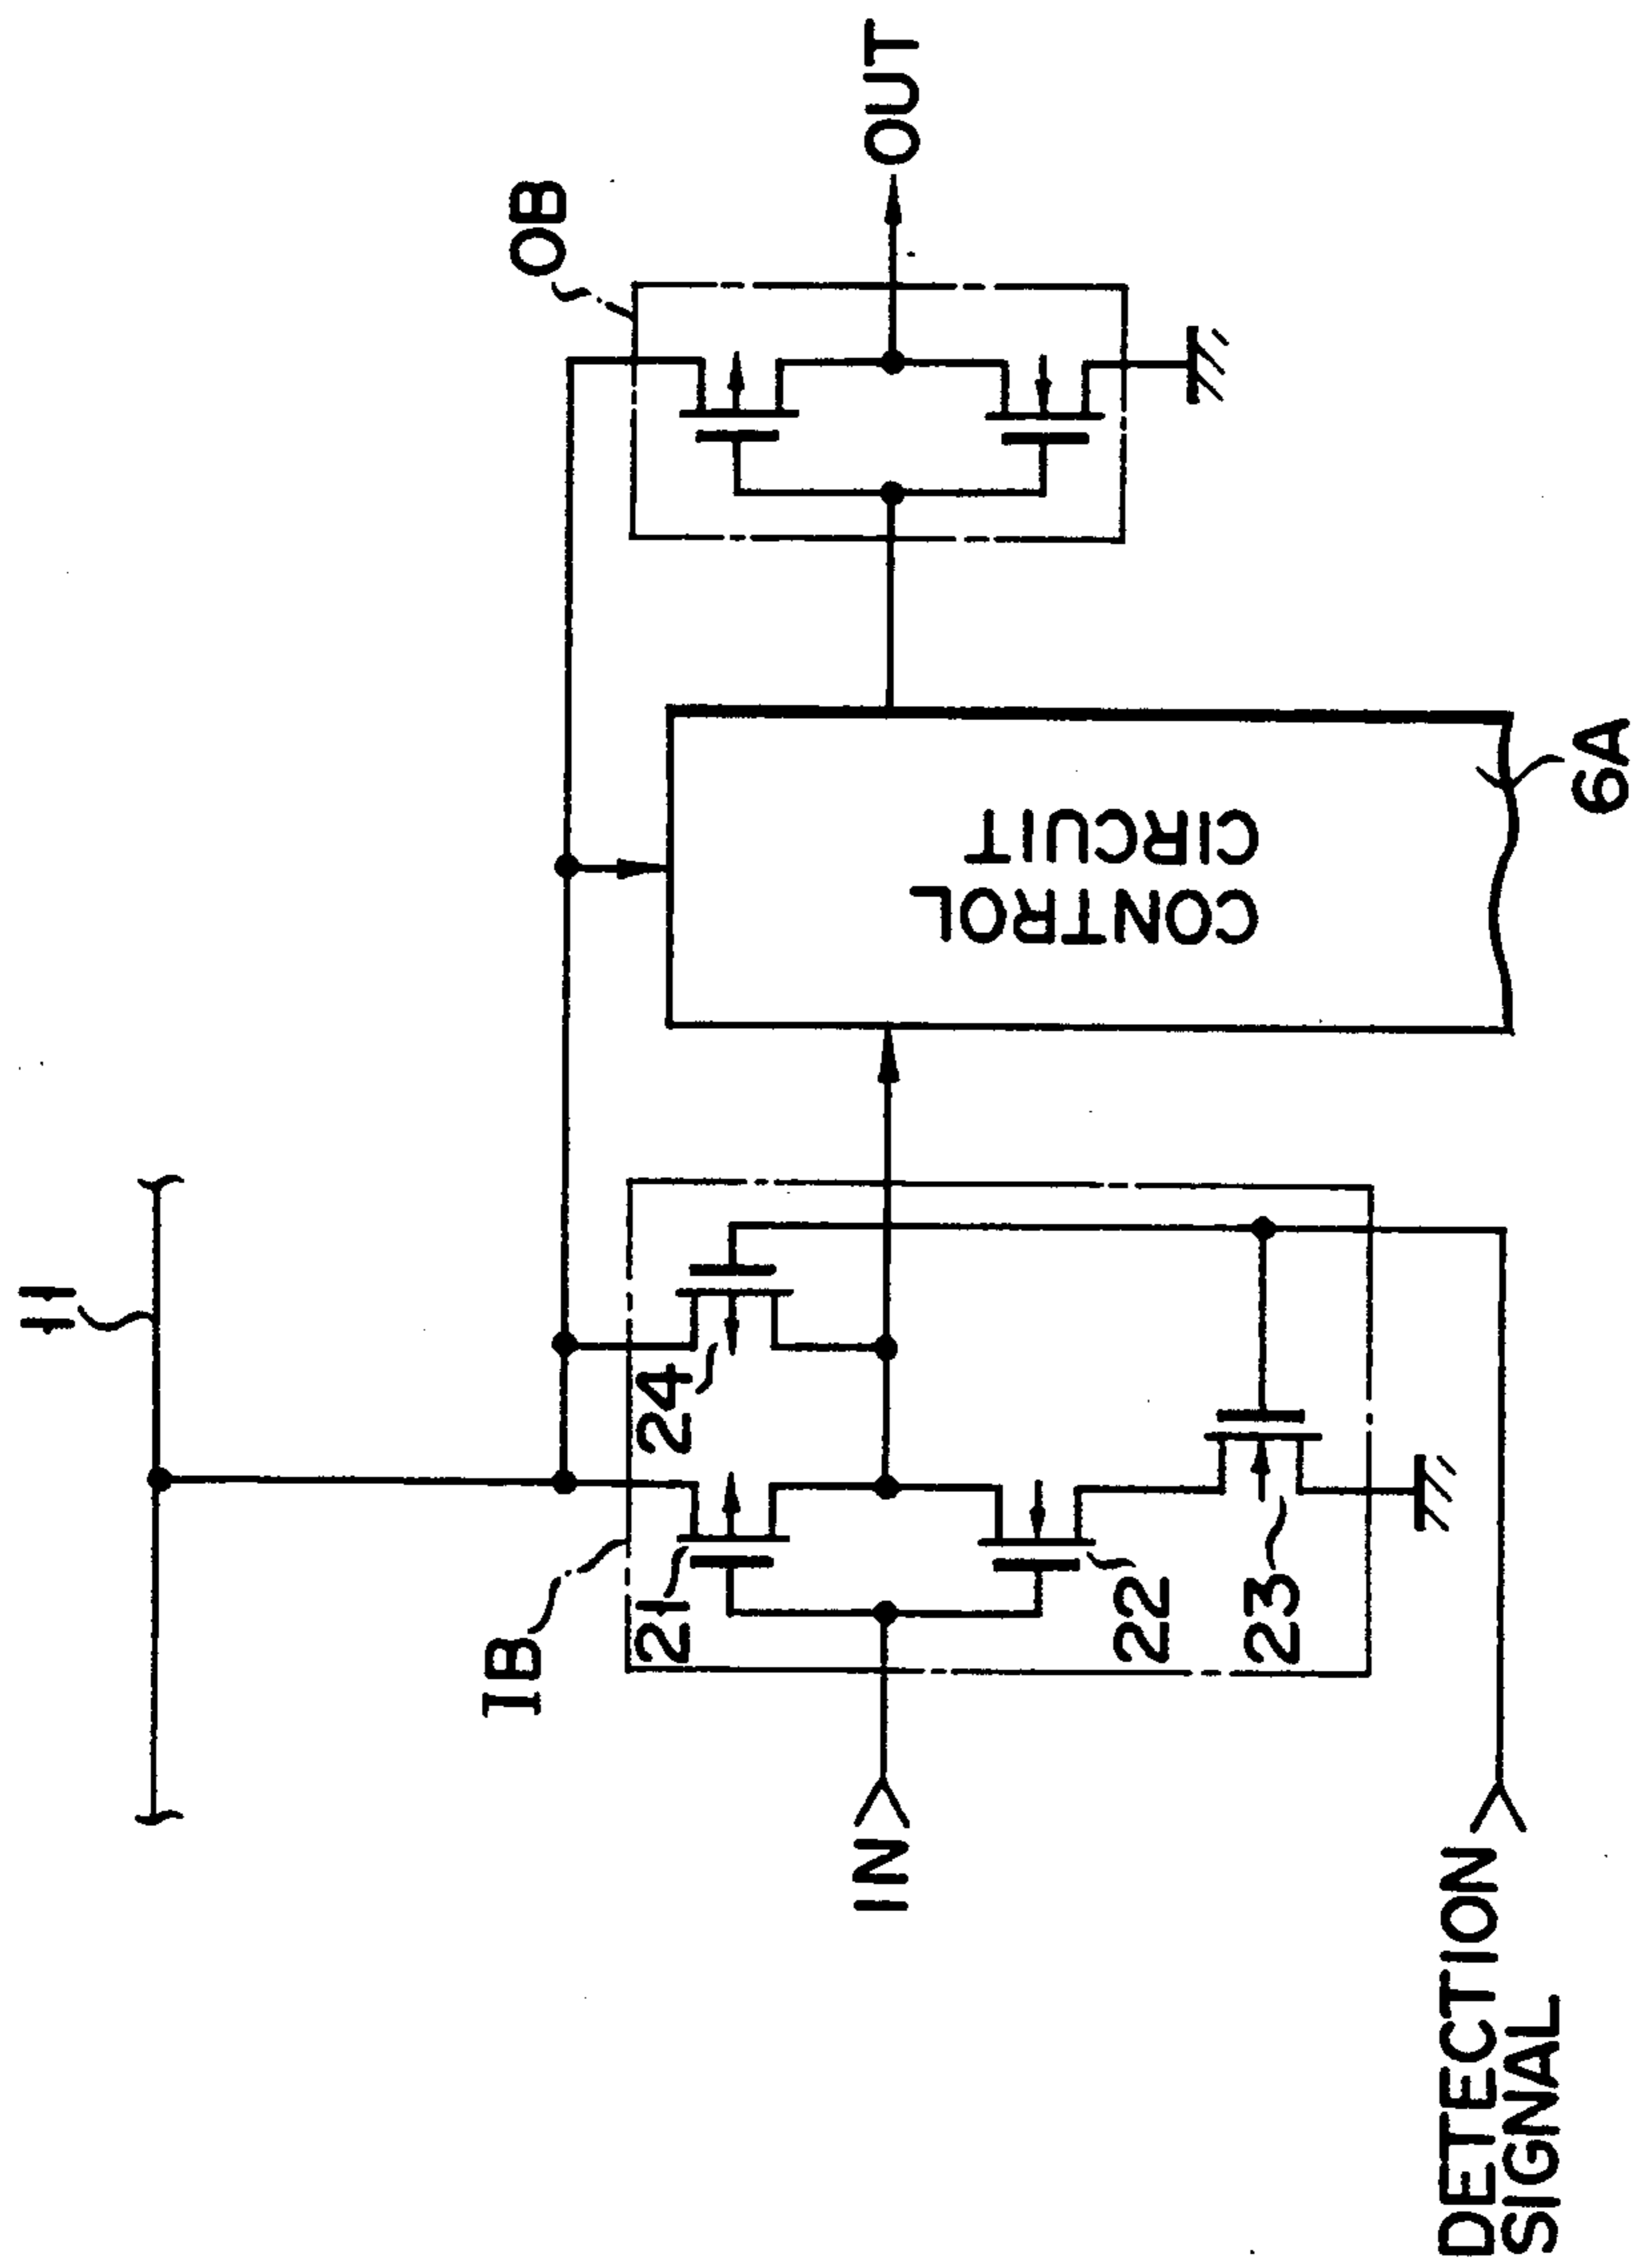 11
IB
24
21
22
23
IN
DETECTION
SIGNAL
CONTROL
CIRCUIT
6A
OB
OUT